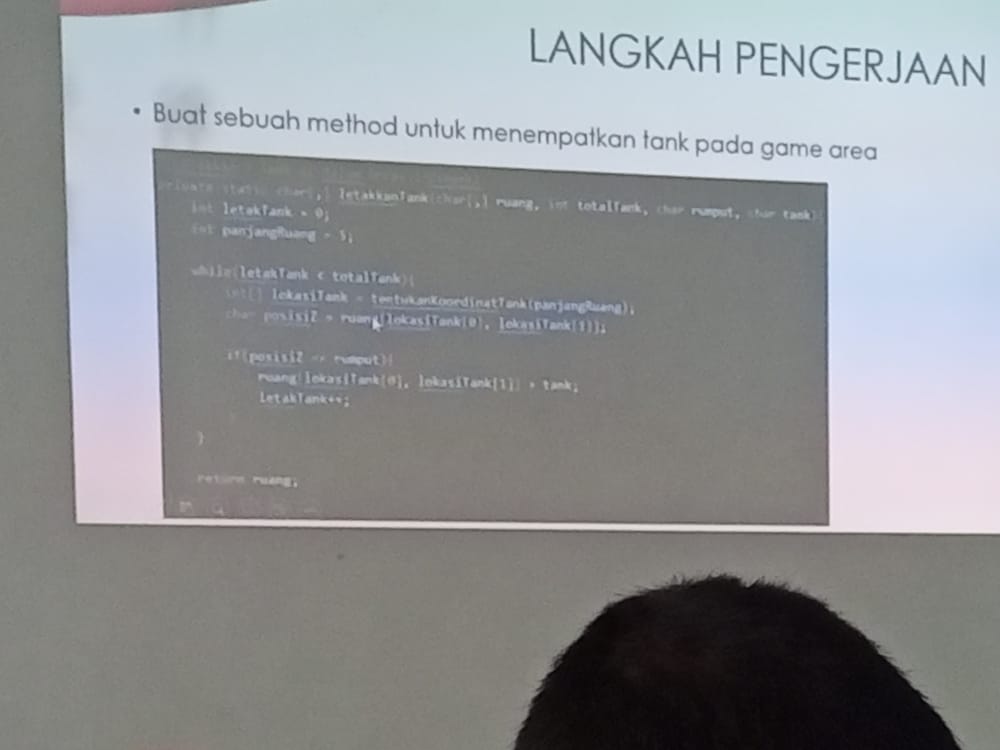 LANGKAH PENGERJAAN
• Buat sebuah method untuk menempatkan tank pada game area
private static char[,] letakkanTank(char[,] ruang, int totalTank, char rumput, char tank){
int letakTank = 0;
int panjangRuang = 5;
while(letakTank < totalTank){
int[] lokasiTank = tentukanKoordinatTank(panjangRuang);
char posisiZ = ruang[lokasiTank[0], lokasiTank[1]];
if(posisiZ == rumput){
ruang[lokasiTank[0], lokasiTank[1]] = tank;
letakTank++;
}
return ruang;